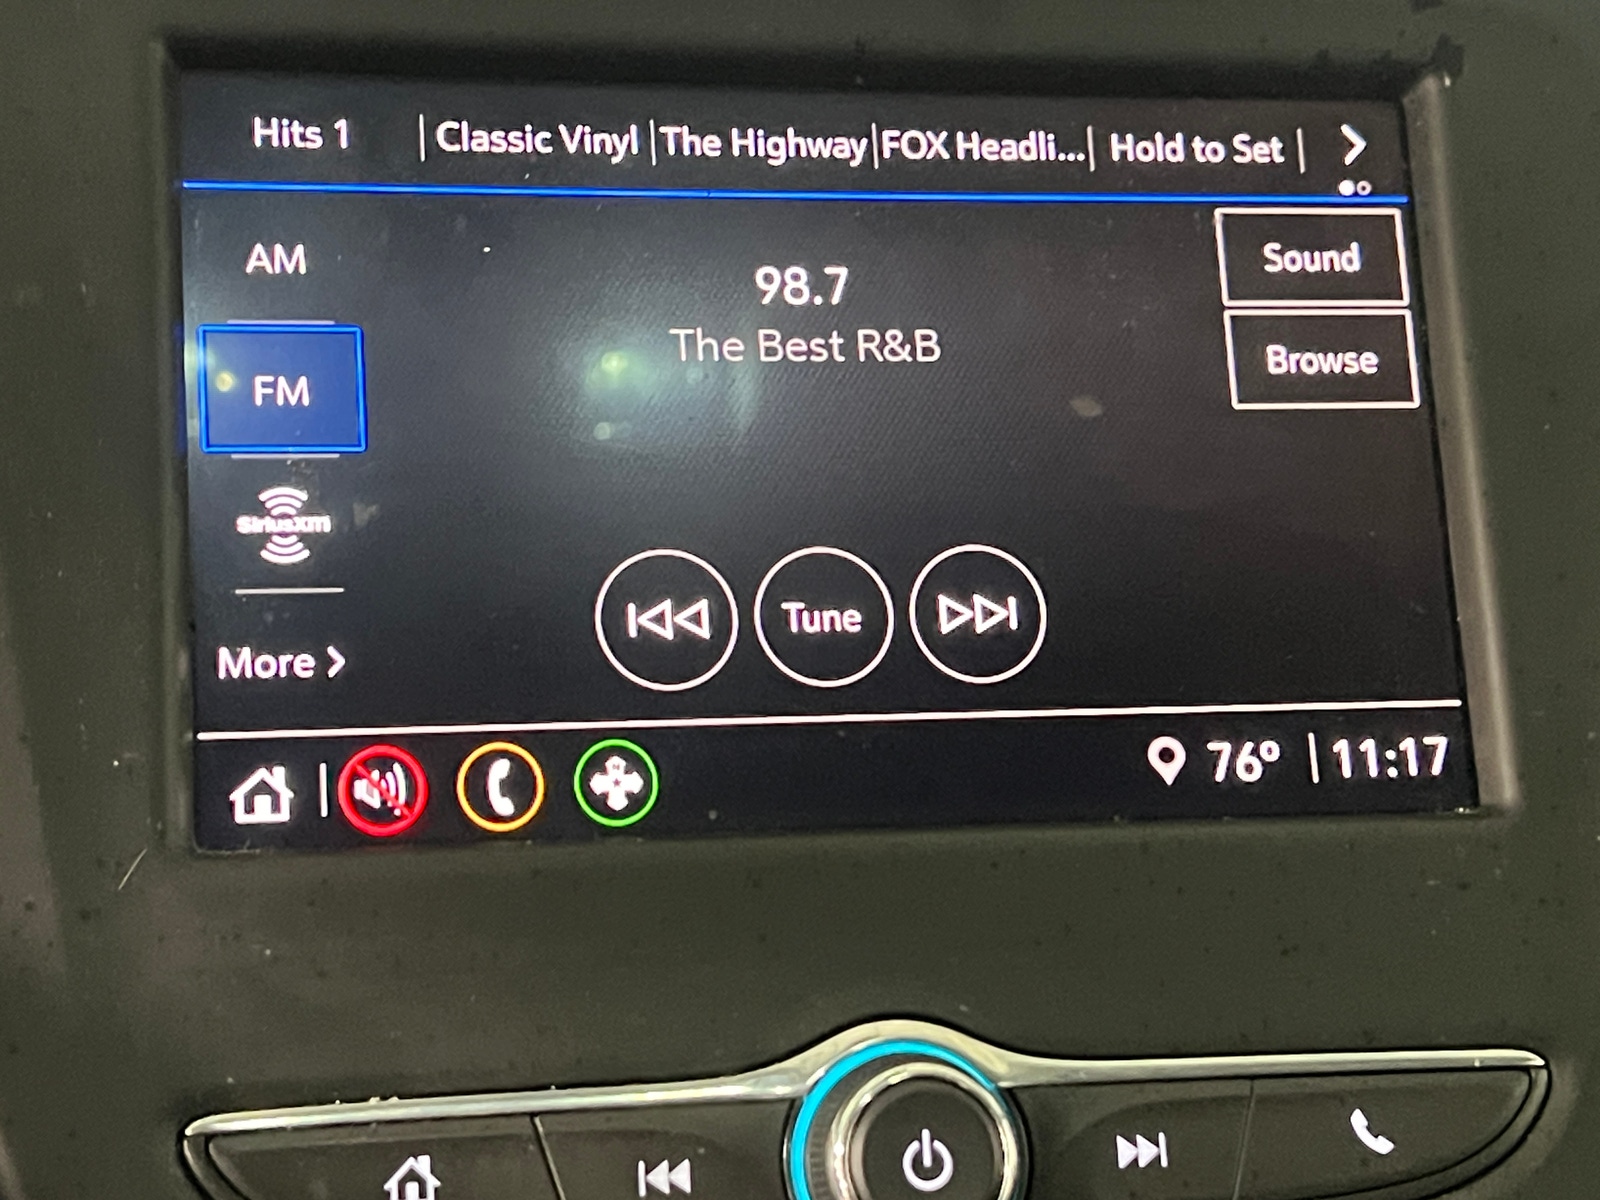 Hits 1 | Classic Vinyl | The Highway | FOX Headli... | Hold to Set |
AM
98.7
Sound
The Best R&B
Browse
FM
SiriusXM
Tune
More
76° | 11:17